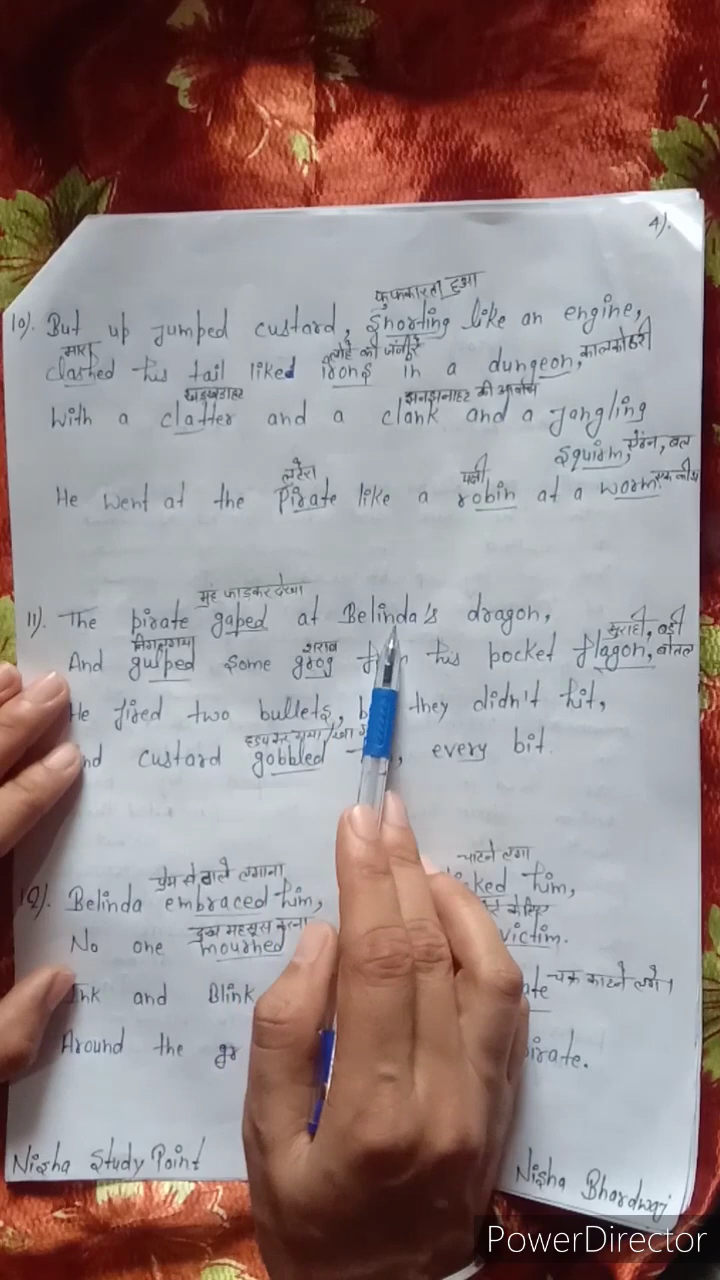 4).
फुफकारता हुआ
10). But up jumped custard, snorting like an engine,
मारा लोहे की जंजीरें
clashed his tail liked irons in a dungeon, कालकोठरी
खड़खड़ाहट झनझनाहट की आवाज
With a clatter and a clank and a jangling
squirm, ऐंठन, बल
लुटेरा पक्षी
He went at the Pirate like a robin at a worm.
मुंह फाड़कर देखा
11). The pirate gaped at Belinda's dragon,
निगल गया शराब सुराही, बड़ी
And gulped some grog his pocket flagon, बोतल
He fired two bullets, they didn't hit,
हड़प कर गया
custard gobbled , every bit.
प्रेम से गले लगाना चाटने लगा
12). Belinda embraced him, him,
दुख महसूस करना
No one mourned victim.
Ink and Blink चक्र काटने लगे।
Around the pirate.
Nisha Study Point
Nisha Bhardwaj
PowerDirector